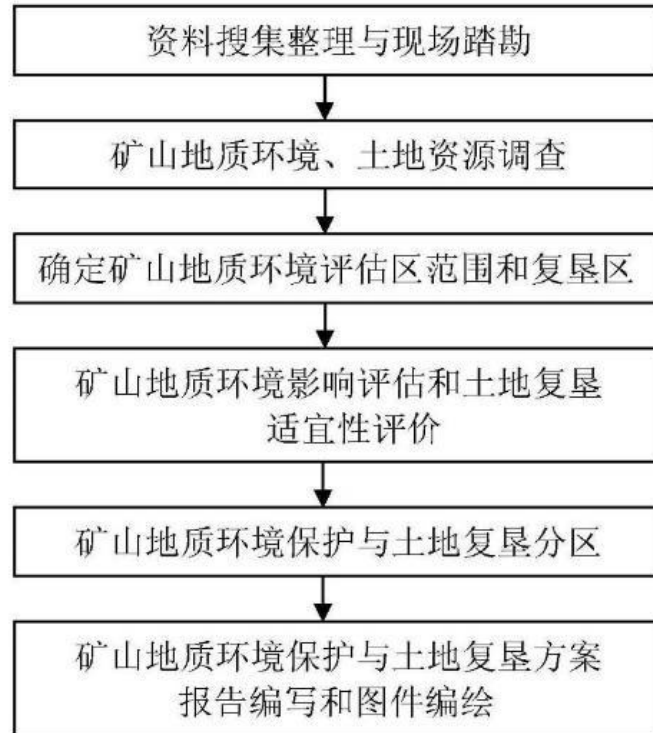 资料搜集整理与现场踏勘
矿山地质环境、土地资源调查
确定矿山地质环境评估区范围和复垦区
矿山地质环境影响评估和土地复垦
适宜性评价
矿山地质环境保护与土地复垦分区
矿山地质环境保护与土地复垦方案
报告编写和图件编绘